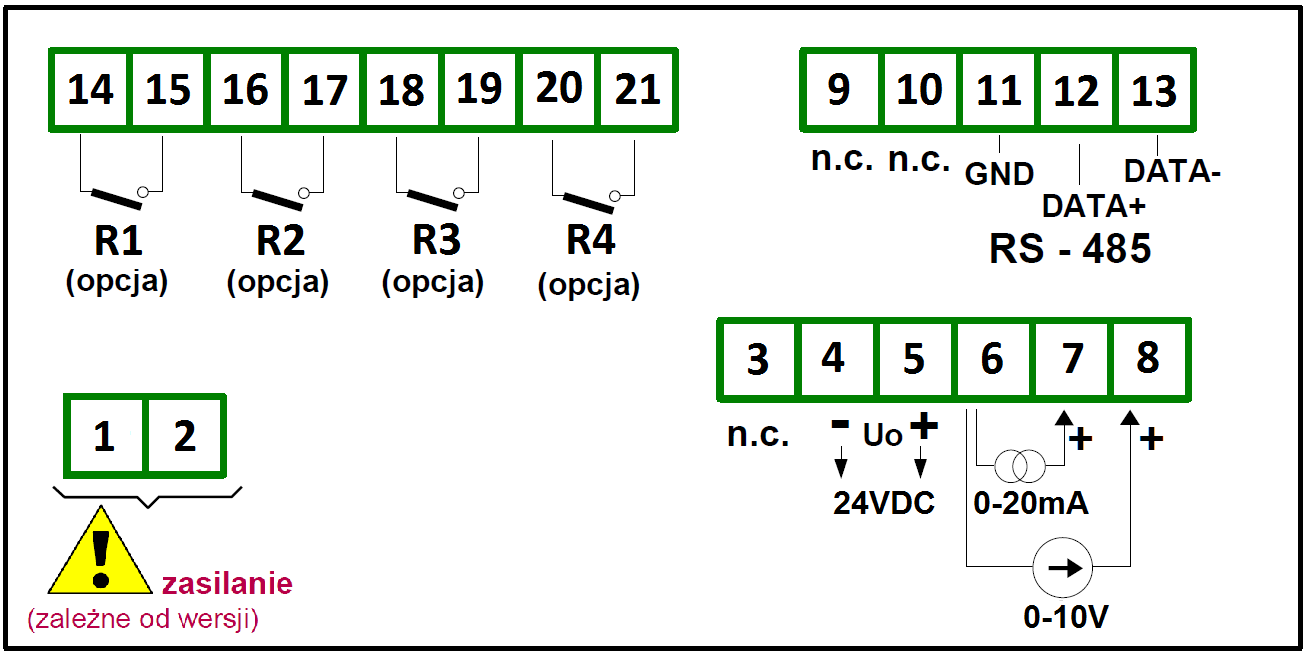 14 15 16 17 18 19 20 21
R1 R2 R3 R4
(opcja) (opcja) (opcja) (opcja)
9 10 11 12 13
n.c. n.c. GND DATA+ DATA-
RS - 485
3 4 5 6 7 8
n.c. - Uo + + +
24VDC 0-20mA
0-10V
1 2
!
zasilanie
(zależne od wersji)